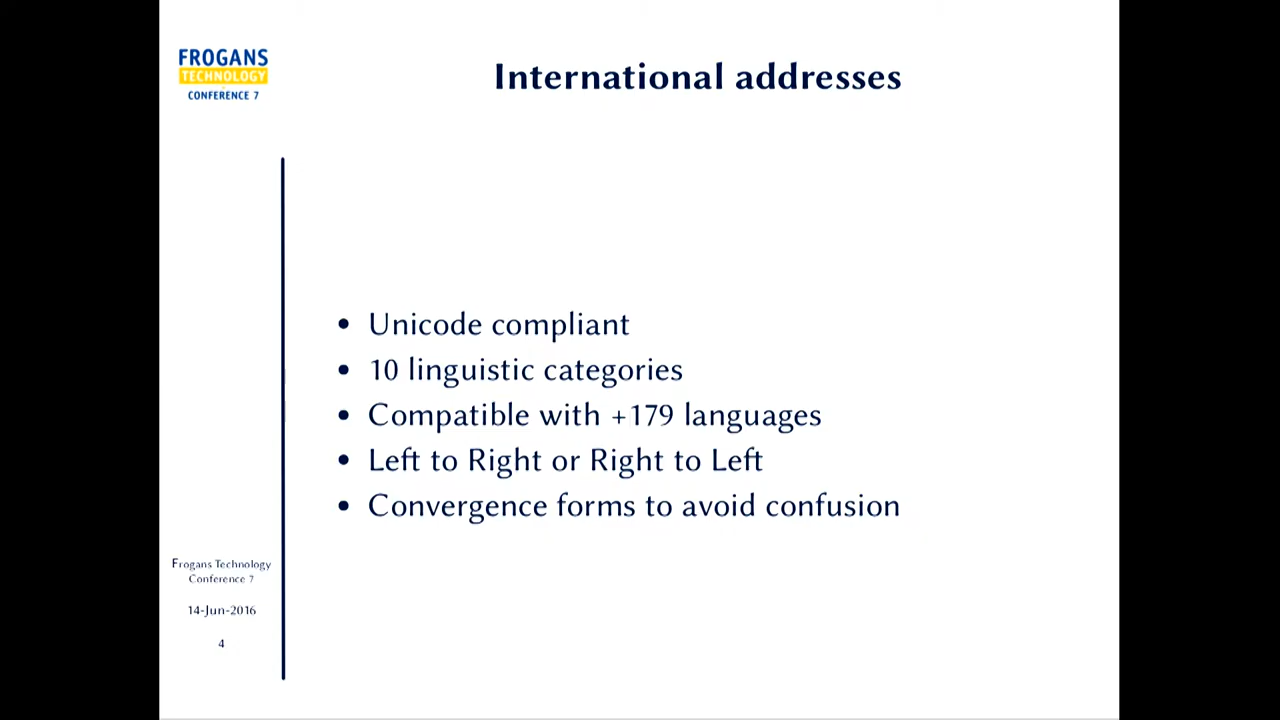 FROGANS
TECHNOLOGY
CONFERENCE 7
International addresses
• Unicode compliant
• 10 linguistic categories
• Compatible with +179 languages
• Left to Right or Right to Left
• Convergence forms to avoid confusion
Frogans Technology
Conference 7
14-Jun-2016
4